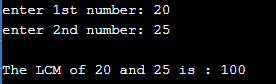 enter 1st number: 20
enter 2nd number: 25
The LCM of 20 and 25 is : 100